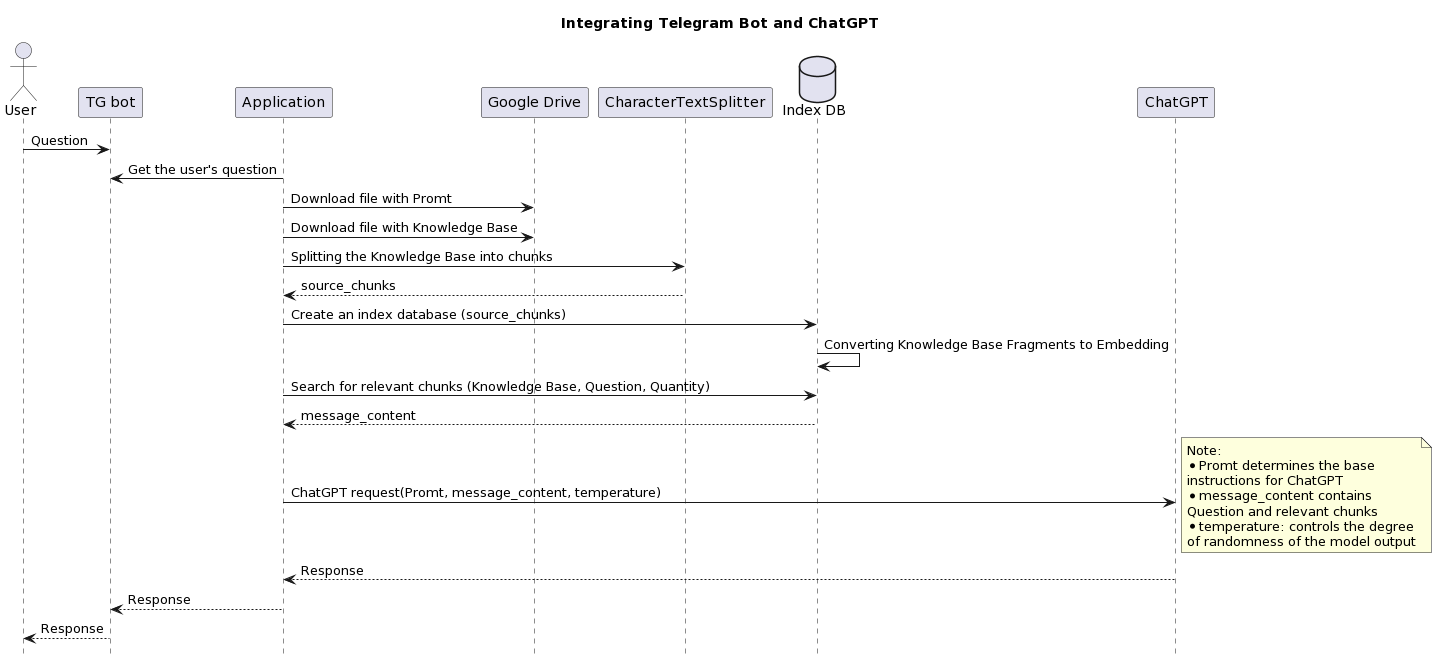 Integrating Telegram Bot and ChatGPT
User
TG bot
Application
Google Drive
CharacterTextSplitter
Index DB
ChatGPT
Question
Get the user's question
Download file with Promt
Download file with Knowledge Base
Splitting the Knowledge Base into chunks
source_chunks
Create an index database (source_chunks)
Converting Knowledge Base Fragments to Embedding
Search for relevant chunks (Knowledge Base, Question, Quantity)
message_content
Note:
• Promt determines the base
instructions for ChatGPT
• message_content contains
Question and relevant chunks
• temperature: controls the degree
of randomness of the model output
ChatGPT request(Promt, message_content, temperature)
Response
Response
Response